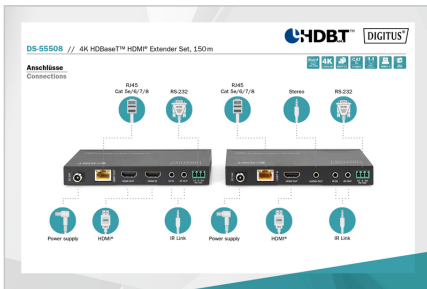 HDBT
DIGITUS®
DS-55508 // 4K HDBaseT™ HDMI® Extender Set, 150m
4K
CAT
Anschlüsse
Connections
RJ45
Cat 5e/6/7/8
RS-232
RJ45
Cat 5e/6/7/8
Stereo
RS-232
Power supply
HDMI®
IR Link
Power supply
HDMI®
IR Link